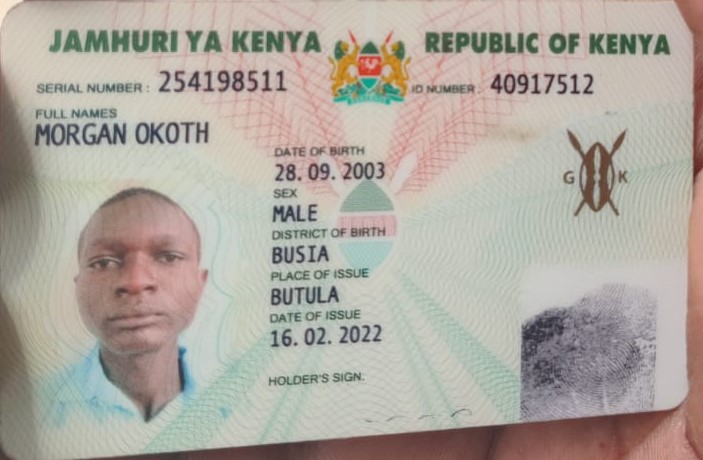 JAMHURI YA KENYA REPUBLIC OF KENYA
SERIAL NUMBER : 254198511 ID NUMBER : 40917512
FULL NAMES
MORGAN OKOTH
DATE OF BIRTH
28. 09. 2003
SEX
MALE
G K
DISTRICT OF BIRTH
BUSIA
PLACE OF ISSUE
BUTULA
DATE OF ISSUE
16. 02. 2022
HOLDER'S SIGN.